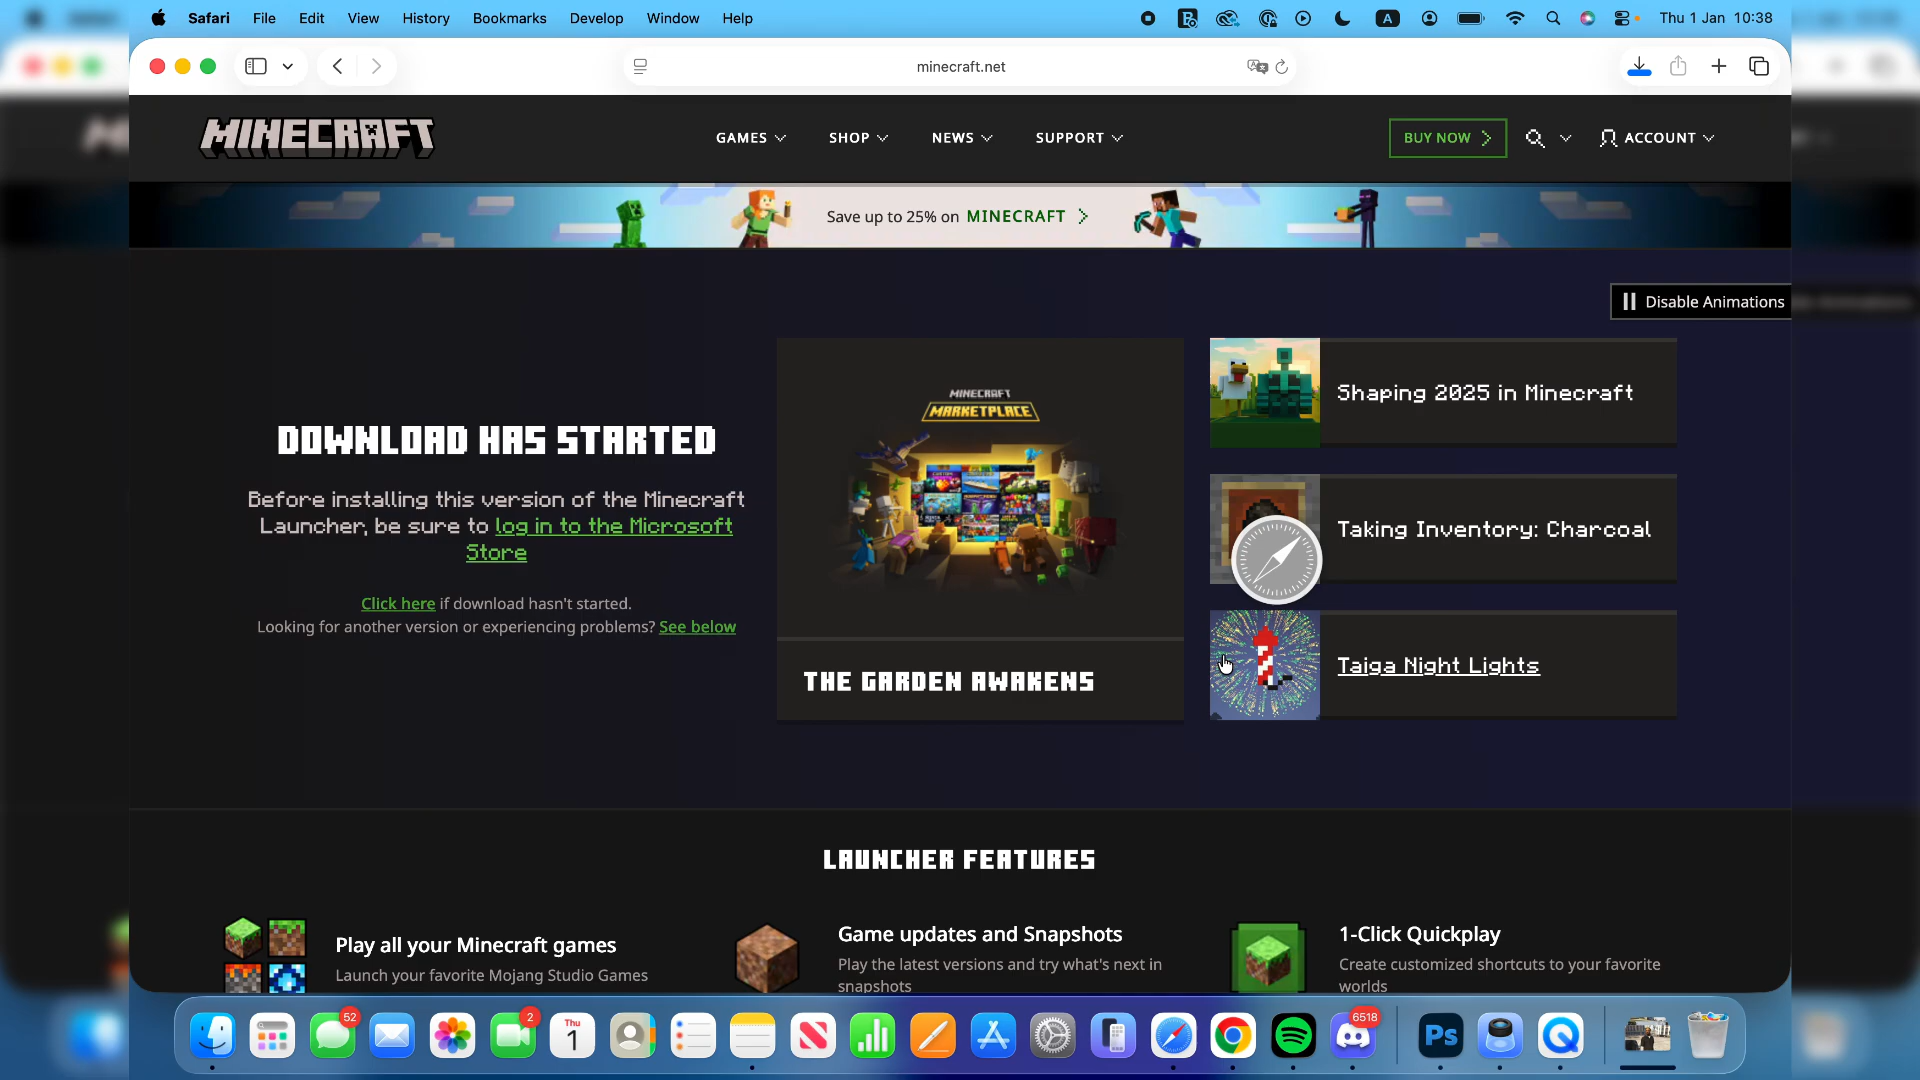 Safari File Edit View History Bookmarks Develop Window Help
A
Thu 1 Jan 10:38
minecraft.net
MINECRAFT
GAMES SHOP NEWS SUPPORT
BUY NOW
ACCOUNT
Save up to 25% on MINECRAFT
Disable Animations
DOWNLOAD HAS STARTED
Before installing this version of the Minecraft
Launcher, be sure to log in to the Microsoft
Store
Click here if download hasn't started.
Looking for another version or experiencing problems? See below
MINECRAFT
MARKETPLACE
THE GARDEN AWAKENS
Shaping 2025 in Minecraft
Taking Inventory: Charcoal
Taiga Night Lights
LAUNCHER FEATURES
Play all your Minecraft games
Launch your favorite Mojang Studio Games
Game updates and Snapshots
Play the latest versions and try what's next in
snapshots
1-Click Quickplay
Create customized shortcuts to your favorite
worlds
52
2
Thu
1
6518
Ps